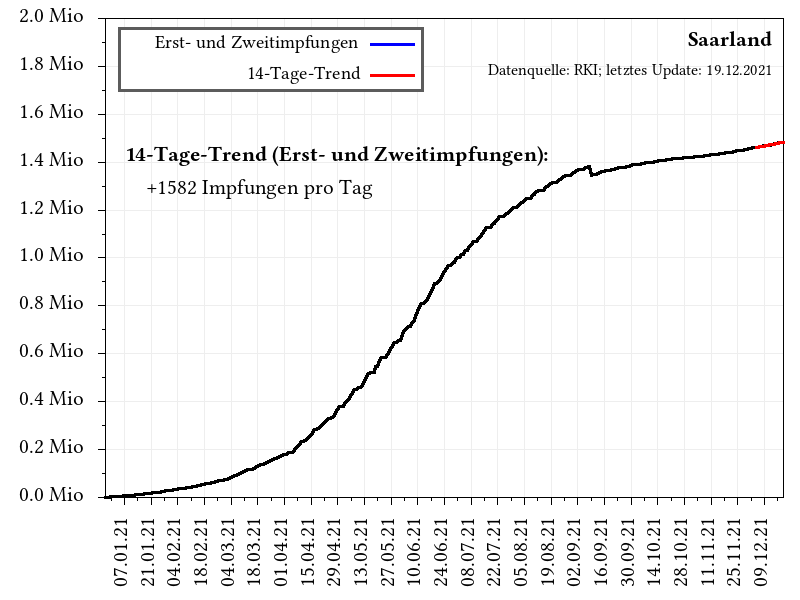 2.0 Mio
1.8 Mio
1.6 Mio
1.4 Mio
1.2 Mio
1.0 Mio
0.8 Mio
0.6 Mio
0.4 Mio
0.2 Mio
0.0 Mio
Erst- und Zweitimpfungen
14-Tage-Trend
Saarland
Datenquelle: RKI; letztes Update: 19.12.2021
14-Tage-Trend (Erst- und Zweitimpfungen):
+1582 Impfungen pro Tag
07.01.21
21.01.21
04.02.21
18.02.21
04.03.21
18.03.21
01.04.21
15.04.21
29.04.21
13.05.21
27.05.21
10.06.21
24.06.21
08.07.21
22.07.21
05.08.21
19.08.21
02.09.21
16.09.21
30.09.21
14.10.21
28.10.21
11.11.21
25.11.21
09.12.21